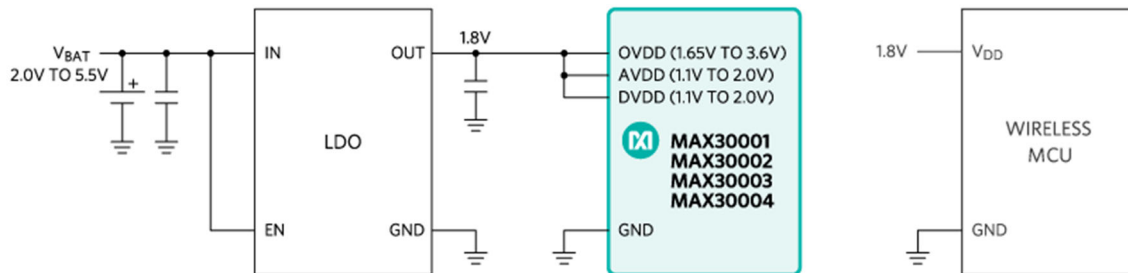 VBAT
2.0V TO 5.5V
+
IN
EN
LDO
OUT
GND
1.8V
OVDD (1.65V TO 3.6V)
AVDD (1.1V TO 2.0V)
DVDD (1.1V TO 2.0V)
MAX30001
MAX30002
MAX30003
MAX30004
GND
1.8V
VDD
WIRELESS
MCU
GND